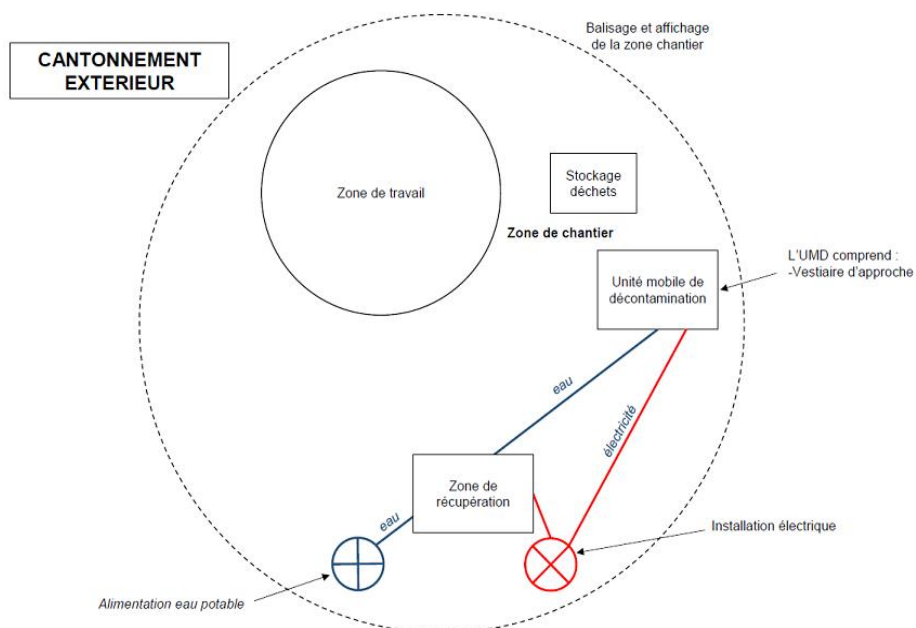 Balisage et affichage
de la zone chantier
CANTONNEMENT
EXTERIEUR
Zone de travail
Stockage
déchets
Zone de chantier
L'UMD comprend :
-Vestiaire d'approche
Unité mobile de
décontamination
eau
électricité
Zone de
récupération
eau
Installation électrique
Alimentation eau potable